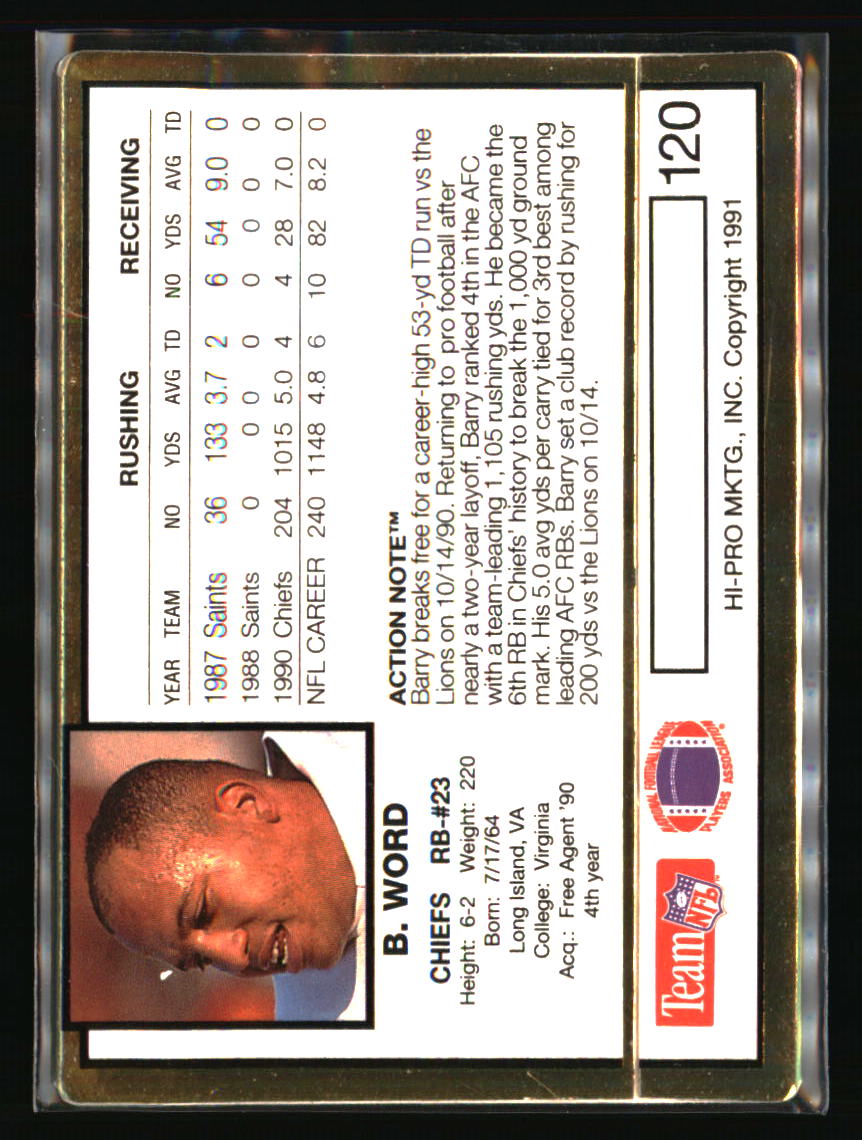 RUSHING RECEIVING
YEAR TEAM NO YDS AVG TD NO YDS AVG TD
1987 Saints 36 133 3.7 2 6 54 9.0 0
1988 Saints 0 0 0 0 0 0 0 0
1990 Chiefs 204 1015 5.0 4 4 28 7.0 0
NFL CAREER 240 1148 4.8 6 10 82 8.2 0
B. WORD
CHIEFS RB-#23
Height: 6-2 Weight: 220
Born: 7/17/64
Long Island, VA
College: Virginia
Acq.: Free Agent '90
4th year
ACTION NOTE™
Barry breaks free for a career-high 53-yd TD run vs the
Lions on 10/14/90. Returning to pro football after
nearly a two-year layoff, Barry ranked 4th in the AFC
with a team-leading 1,105 rushing yds. He became the
6th RB in Chiefs' history to break the 1,000 yd ground
mark. His 5.0 avg yds per carry tied for 3rd best among
leading AFC RBs. Barry set a club record by rushing for
200 yds vs the Lions on 10/14.
Team NFL™
NATIONAL FOOTBALL LEAGUE
PLAYERS ASSOCIATION
120
HI-PRO MKTG., INC. Copyright 1991